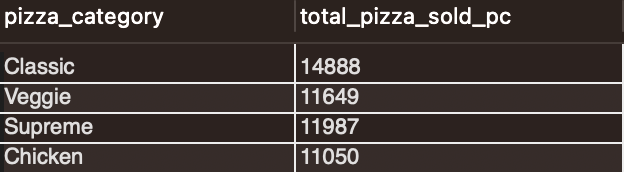 pizza_category total_pizza_sold_pc
Classic 14888
Veggie 11649
Supreme 11987
Chicken 11050